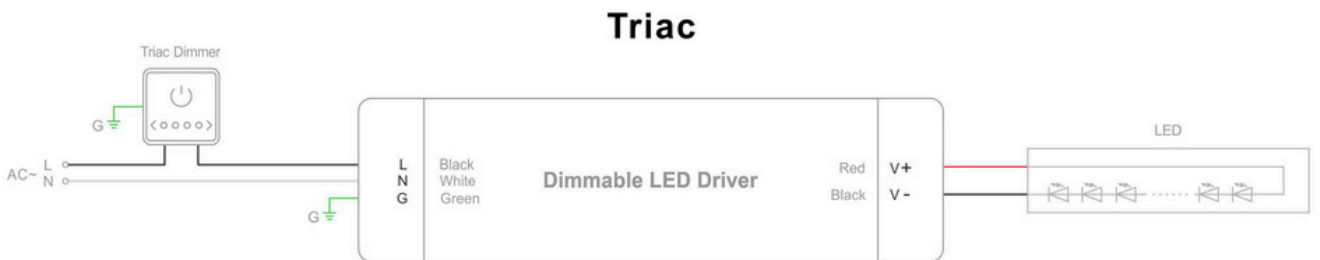 Triac
Triac Dimmer
G
AC~ L
N
L Black
N White
G Green
G
Dimmable LED Driver
Red V+
Black V-
LED